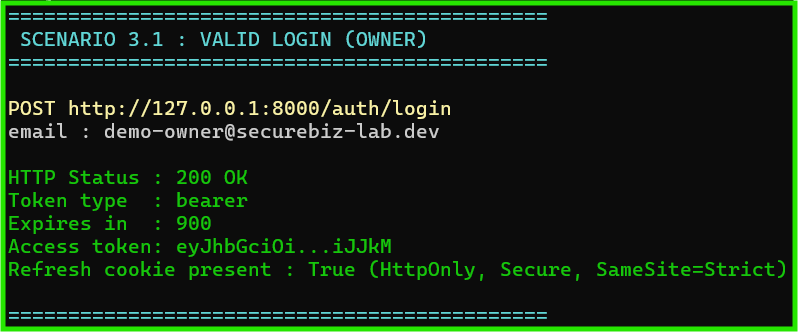 =============================================
SCENARIO 3.1 : VALID LOGIN (OWNER)
=============================================
POST http://127.0.0.1:8000/auth/login
email : demo-owner@securebiz-lab.dev
HTTP Status : 200 OK
Token type  : bearer
Expires in  : 900
Access token: eyJhbGciOi...iJJkM
Refresh cookie present : True (HttpOnly, Secure, SameSite=Strict)
=============================================